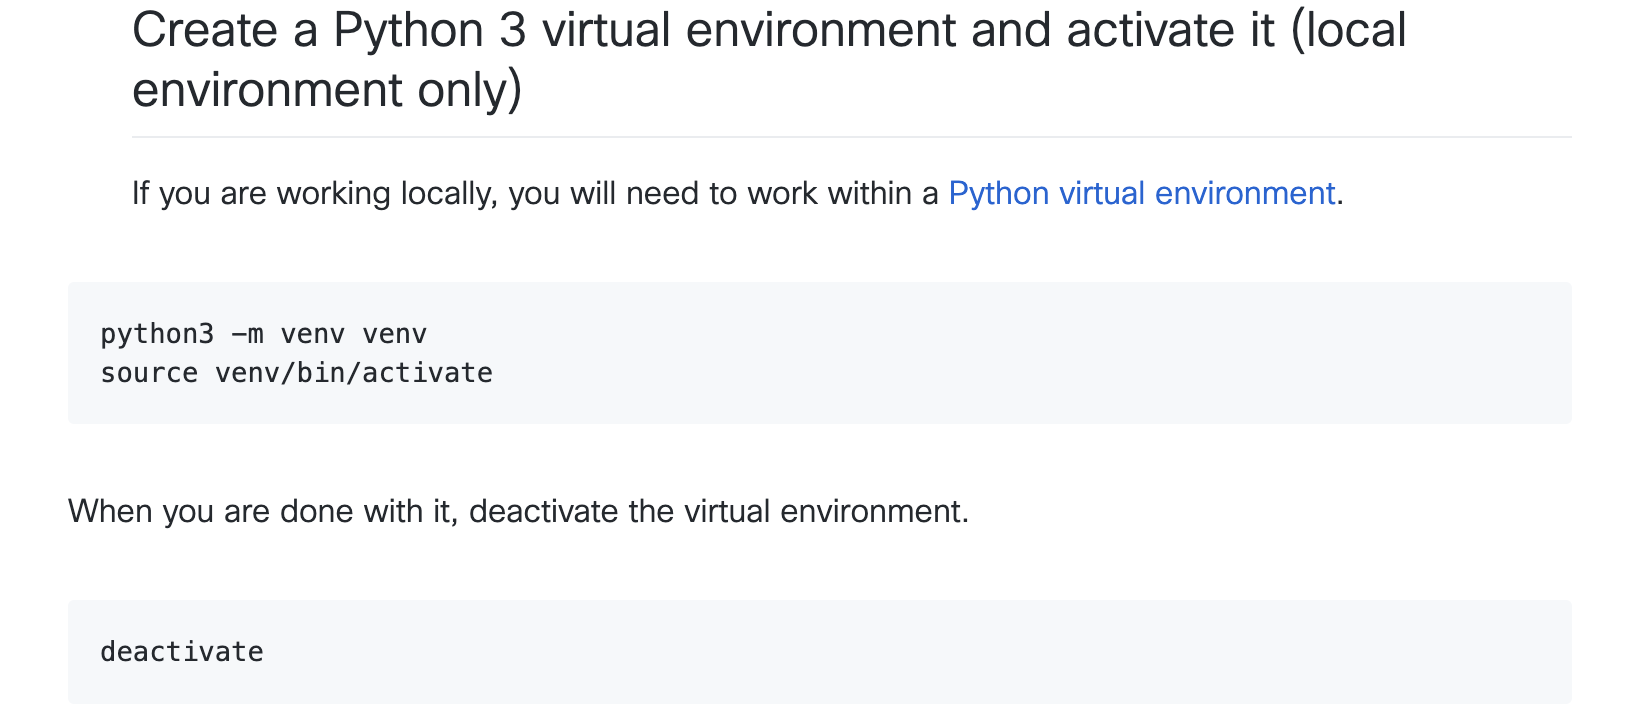 Create a Python 3 virtual environment and activate it (local
environment only)
If you are working locally, you will need to work within a Python virtual environment.
python3 -m venv venv
source venv/bin/activate
When you are done with it, deactivate the virtual environment.
deactivate